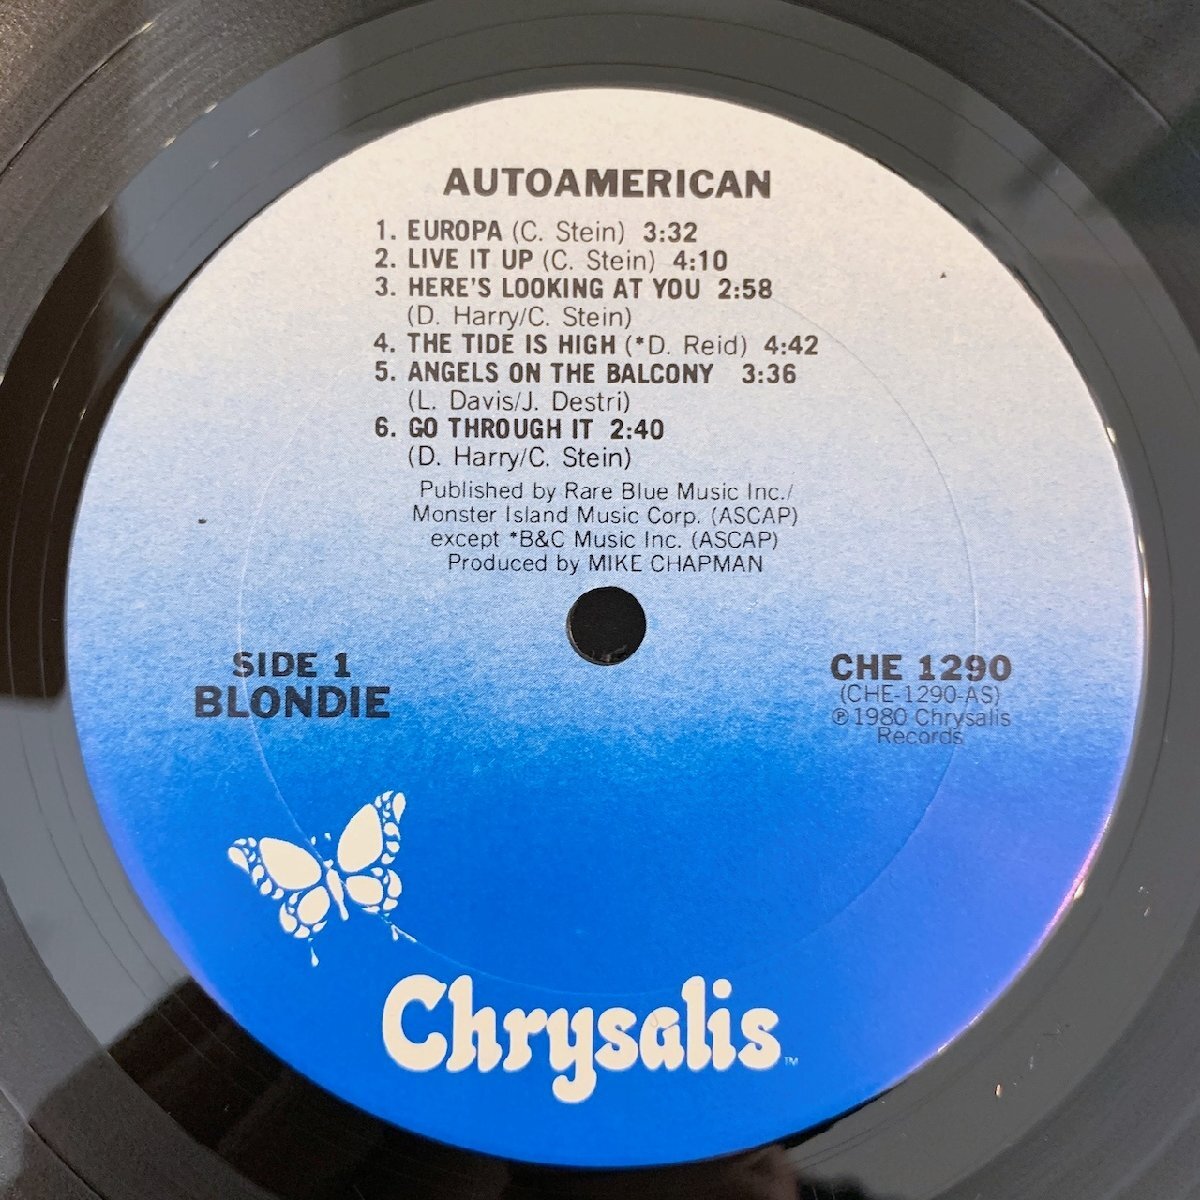 AUTOAMERICAN
1. EUROPA (C. Stein) 3:32
2. LIVE IT UP (C. Stein) 4:10
3. HERE'S LOOKING AT YOU 2:58
(D. Harry/C. Stein)
4. THE TIDE IS HIGH (*D. Reid) 4:42
5. ANGELS ON THE BALCONY 3:36
(L. Davis/J. Destri)
6. GO THROUGH IT 2:40
(D. Harry/C. Stein)
Published by Rare Blue Music Inc./
Monster Island Music Corp. (ASCAP)
except *B&C Music Inc. (ASCAP)
Produced by MIKE CHAPMAN
SIDE 1
BLONDIE
CHE 1290
(CHE-1290-AS)
℗ 1980 Chrysalis
Records
Chrysalis™